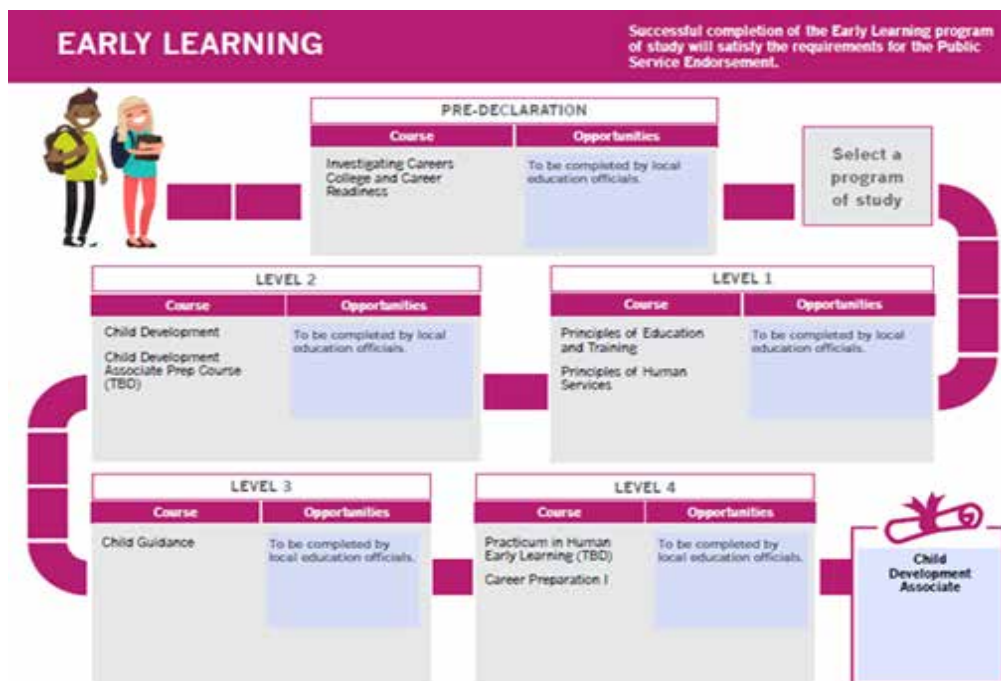 EARLY LEARNING
Successful completion of the Early Learning program
of study will satisfy the requirements for the Public
Service Endorsement.
PRE-DECLARATION
Course
Opportunities
Investigating Careers
College and Career
Readiness
To be completed by local
education officials.
Select a
program
of study
LEVEL 1
Course
Opportunities
Principles of Education
and Training
Principles of Human
Services
To be completed by local
education officials.
LEVEL 2
Course
Opportunities
Child Development
Child Development
Associate Prep Course
(TBD)
To be completed by local
education officials.
LEVEL 3
Course
Opportunities
Child Guidance
To be completed by
local education officials.
LEVEL 4
Course
Opportunities
Practicum in Human
Early Learning (TBD)
Career Preparation I
To be completed by
local education officials.
Child
Development
Associate